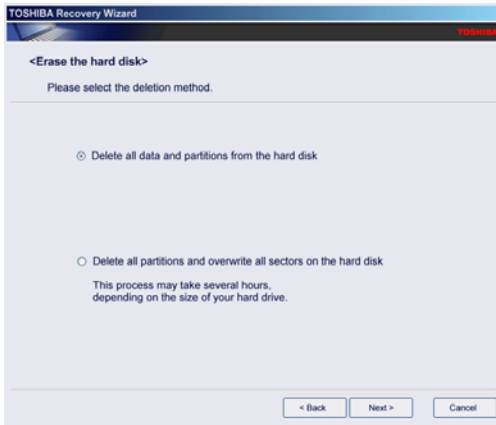 TOSHIBA Recovery Wizard
TOSHIBA
<Erase the hard disk>
Please select the deletion method.
Delete all data and partitions from the hard disk
Delete all partitions and overwrite all sectors on the hard disk
This process may take several hours,
depending on the size of your hard drive.
< Back Next > Cancel